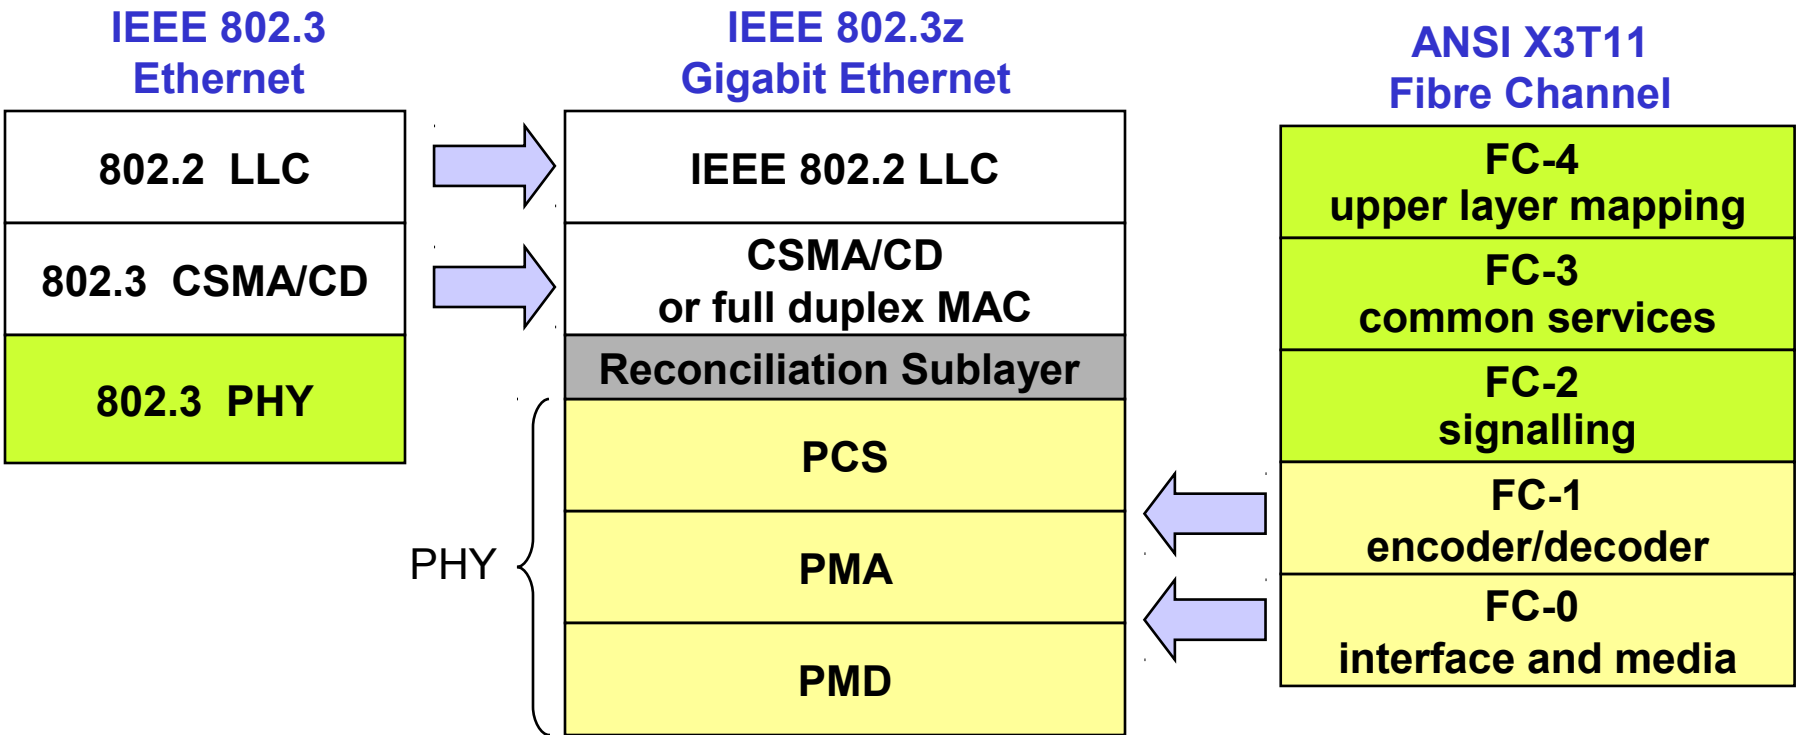 IEEE 802.3
Ethernet
802.2 LLC
802.3 CSMA/CD
802.3 PHY
IEEE 802.3z
Gigabit Ethernet
IEEE 802.2 LLC
CSMA/CD
or full duplex MAC
Reconciliation Sublayer
PHY
PCS
PMA
PMD
ANSI X3T11
Fibre Channel
FC-4
upper layer mapping
FC-3
common services
FC-2
signalling
FC-1
encoder/decoder
FC-0
interface and media